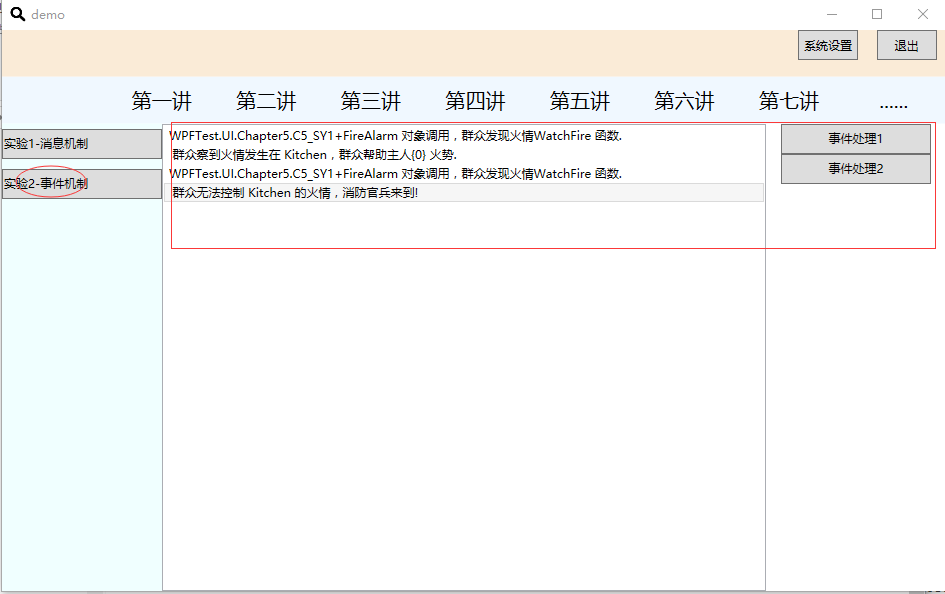 demo
系统设置 退出
第一讲 第二讲 第三讲 第四讲 第五讲 第六讲 第七讲 ……
实验1-消息机制
实验2-事件机制
WPFTest.UI.Chapter5.C5_SY1+FireAlarm 对象调用，群众发现火情WatchFire 函数.
群众察到火情发生在 Kitchen，群众帮助主人{0} 火势.
WPFTest.UI.Chapter5.C5_SY1+FireAlarm 对象调用，群众发现火情WatchFire 函数.
群众无法控制 Kitchen 的火情，消防官兵来到!
事件处理1
事件处理2